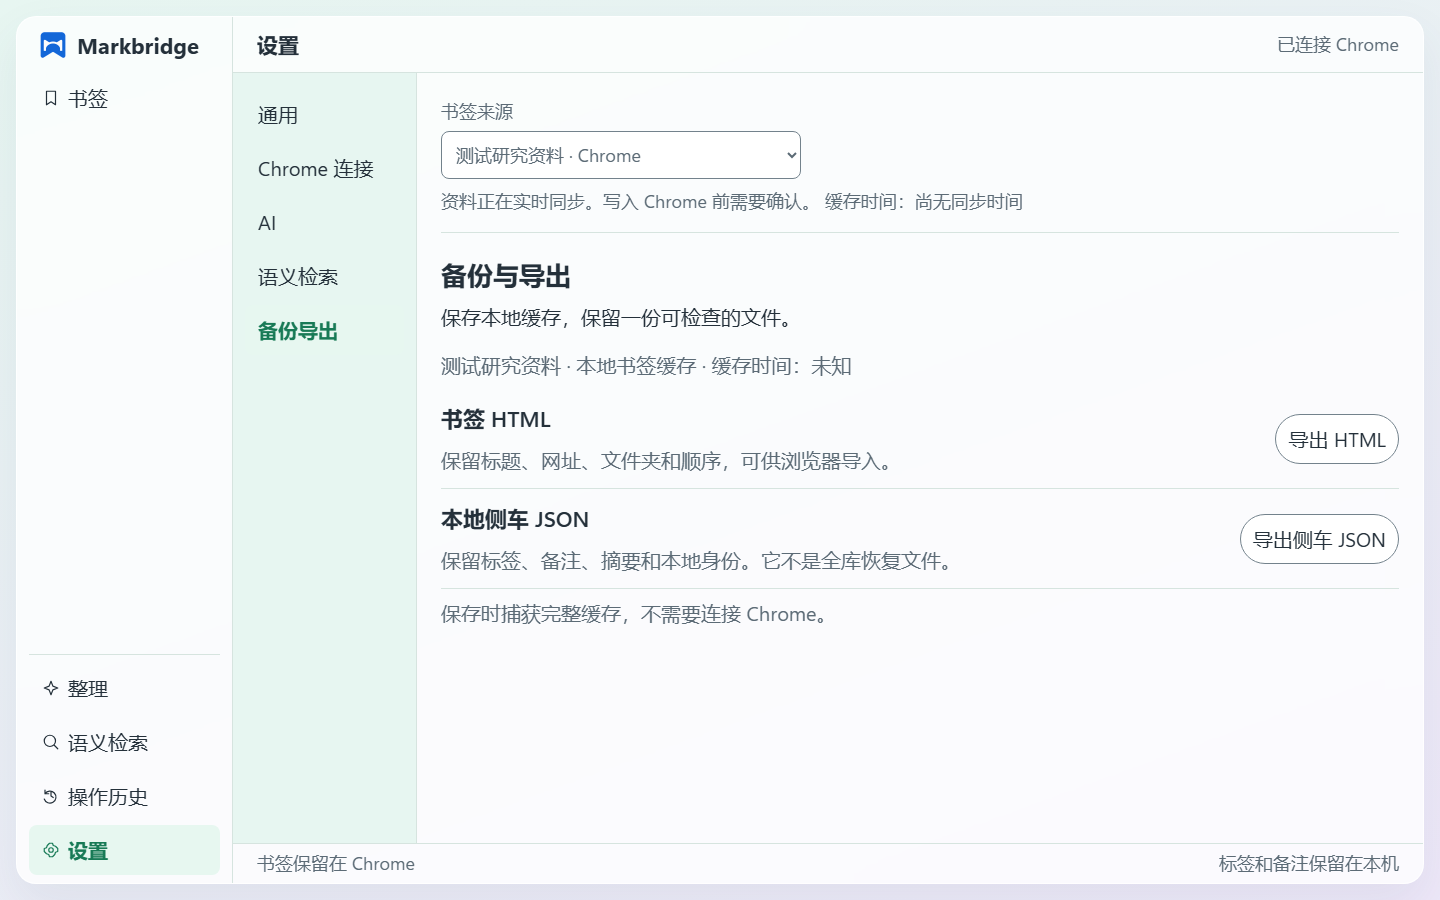 Markbridge
书签
整理
语义检索
操作历史
设置
设置
已连接 Chrome
通用
Chrome 连接
AI
语义检索
备份导出
书签来源
测试研究资料 · Chrome
资料正在实时同步。写入 Chrome 前需要确认。 缓存时间：尚无同步时间
备份与导出
保存本地缓存，保留一份可检查的文件。
测试研究资料 · 本地书签缓存 · 缓存时间：未知
书签 HTML
保留标题、网址、文件夹和顺序，可供浏览器导入。
导出 HTML
本地侧车 JSON
保留标签、备注、摘要和本地身份。它不是全库恢复文件。
导出侧车 JSON
保存时捕获完整缓存，不需要连接 Chrome。
书签保留在 Chrome
标签和备注保留在本机